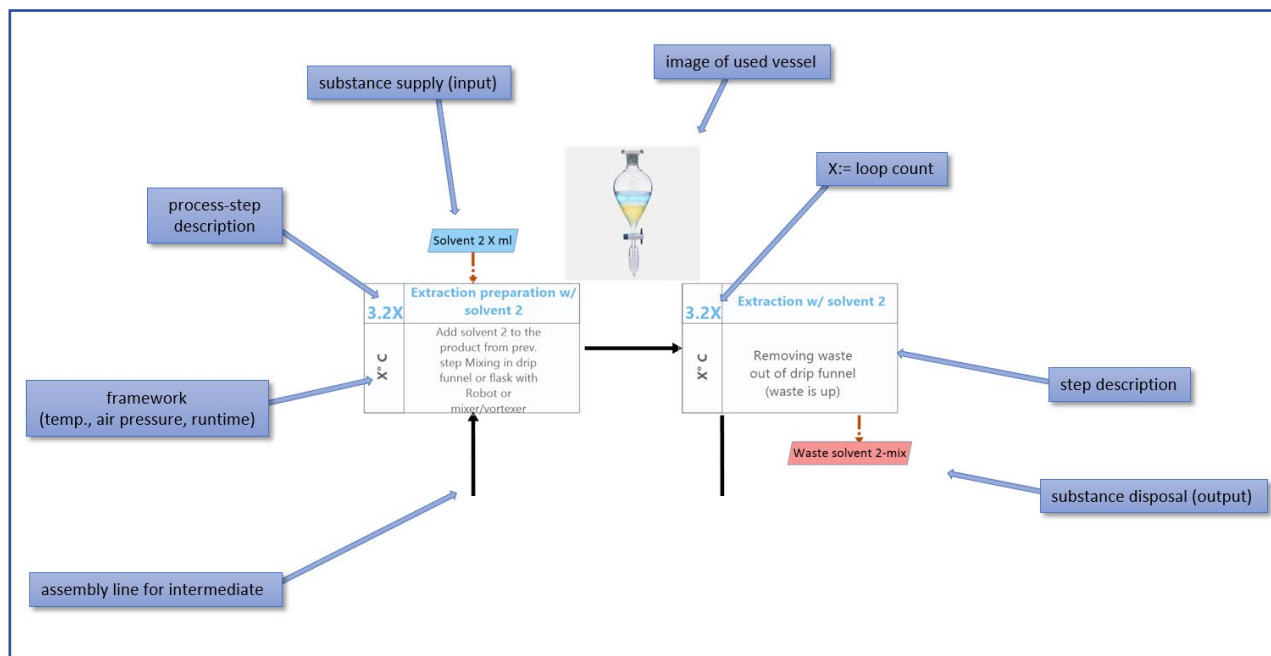 image of used vessel
substance supply (input)
X:= loop count
process-step
description
Solvent 2 X ml
3.2X
Extraction preparation w/
solvent 2
X° C
Add solvent 2 to the
product from prev.
step Mixing in drip
funnel or flask with
Robot or
mixer/vortexer
3.2X
Extraction w/ solvent 2
X° C
Removing waste
out of drip funnel
(waste is up)
step description
framework
(temp., air pressure, runtime)
Waste solvent 2-mix
substance disposal (output)
assembly line for intermediate